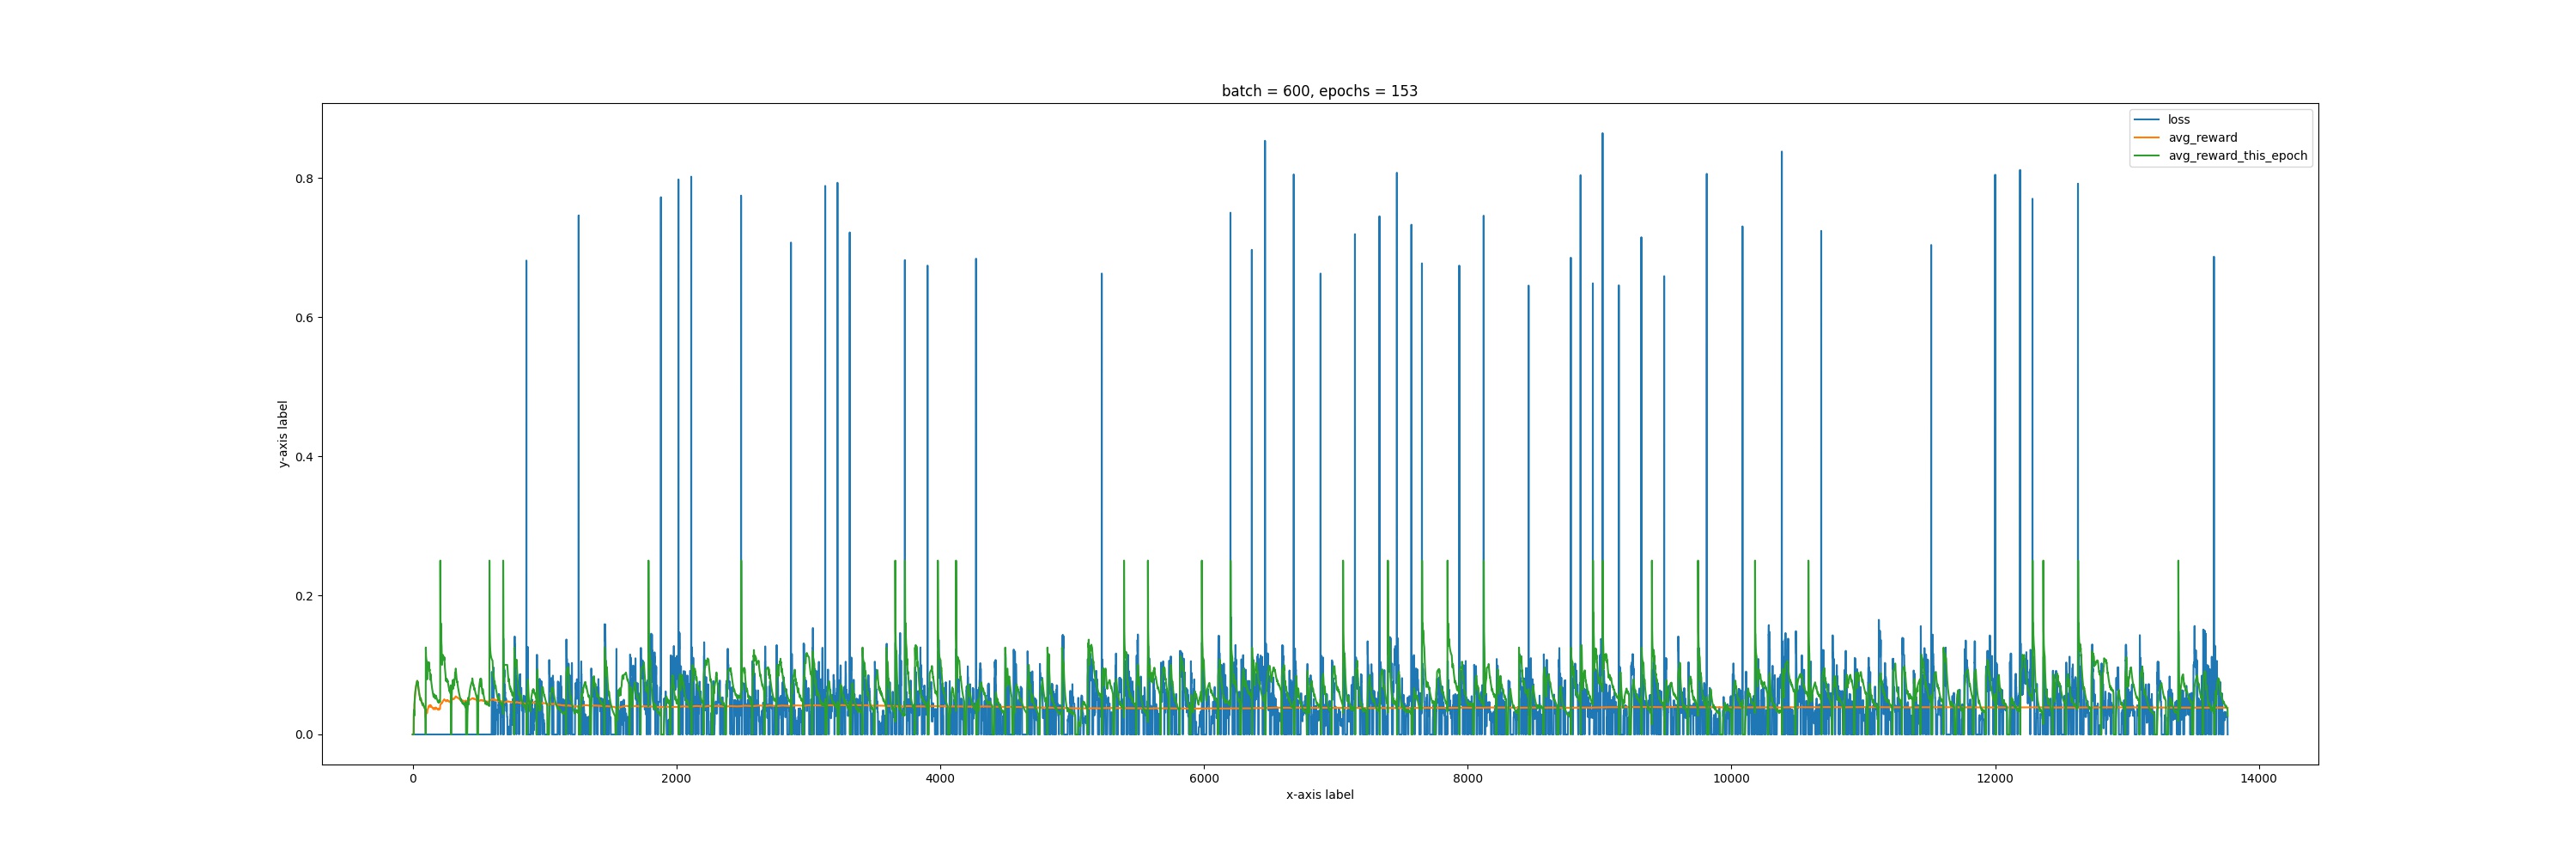 batch = 600, epochs = 153
loss
avg_reward
avg_reward_this_epoch
0.8
0.6
0.4
0.2
0.0
y-axis label
0 2000 4000 6000 8000 10000 12000 14000
x-axis label